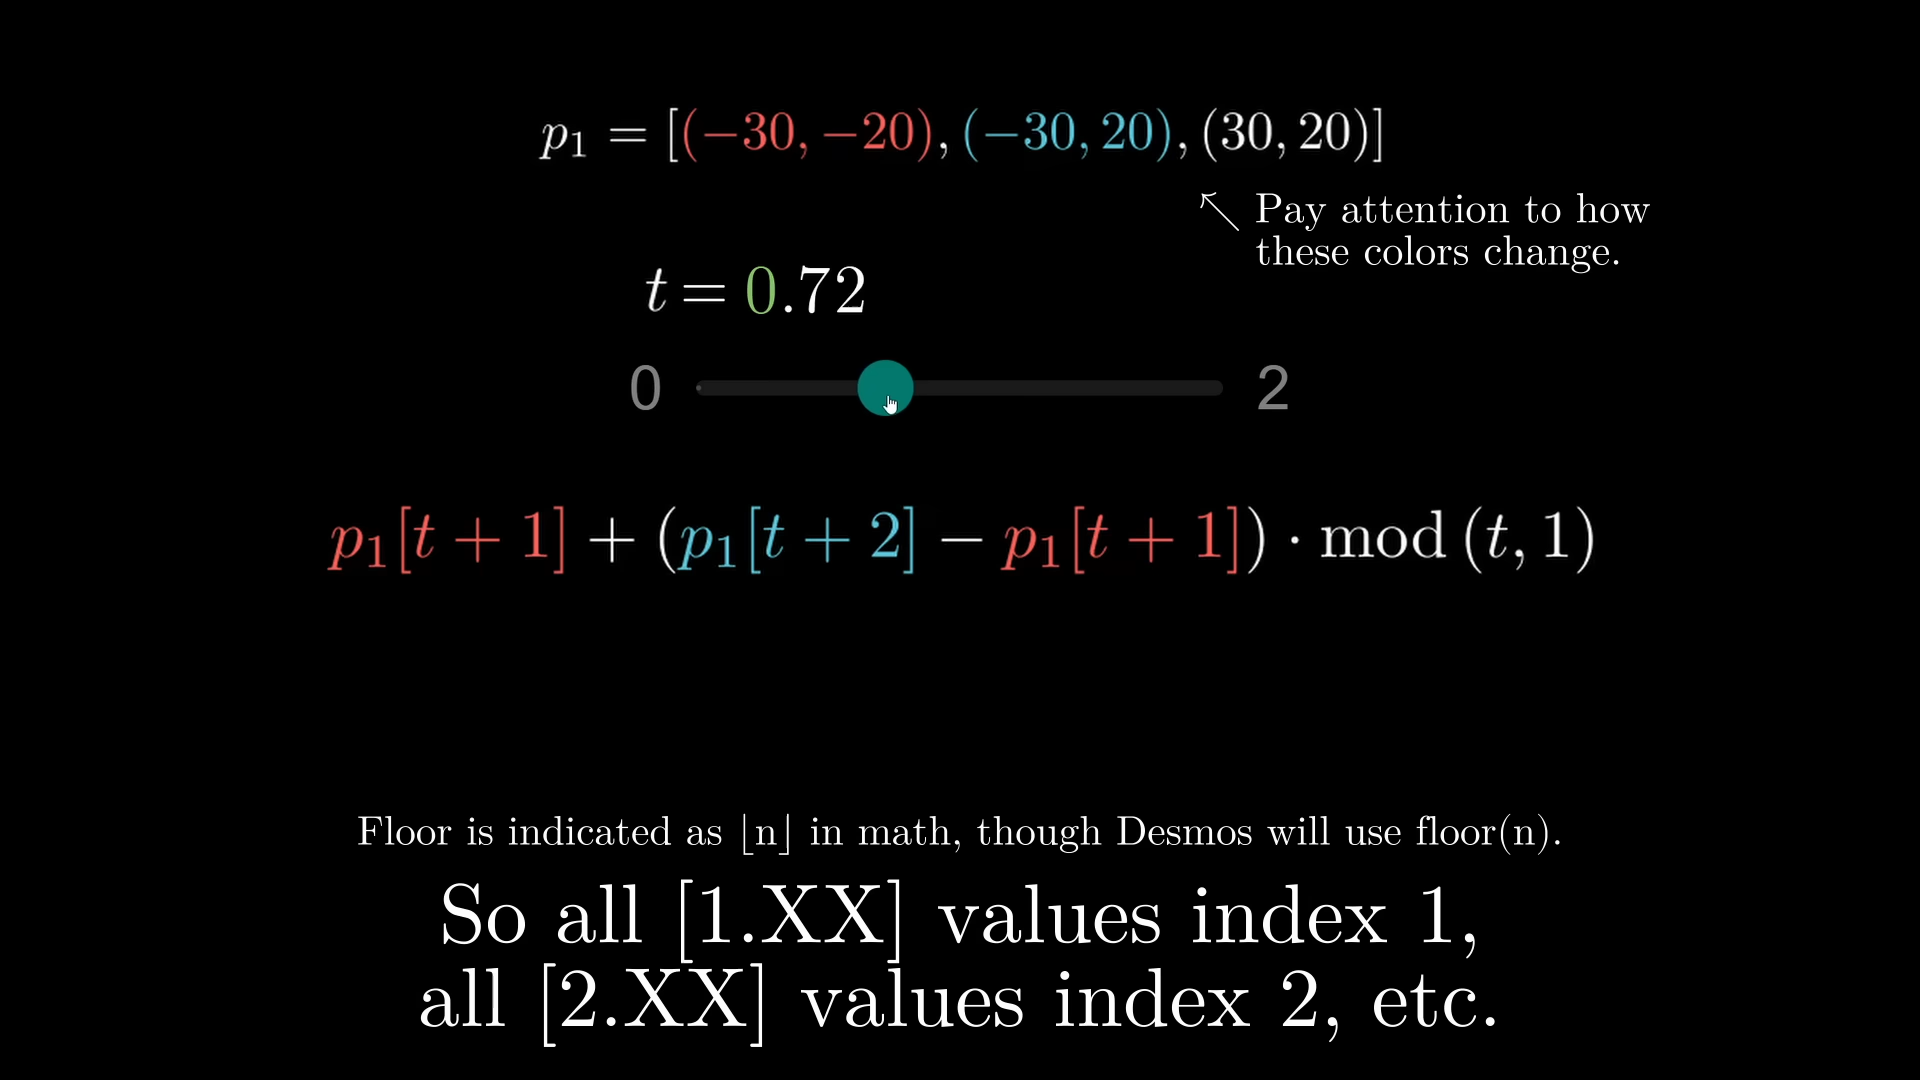 p₁ = [(−30, −20), (−30, 20), (30, 20)]
↖ Pay attention to how
these colors change.
t = 0.72
0 2
p₁[t + 1] + (p₁[t + 2] − p₁[t + 1]) · mod (t, 1)
Floor is indicated as ⌊n⌋ in math, though Desmos will use floor(n).
So all [1.XX] values index 1,
all [2.XX] values index 2, etc.